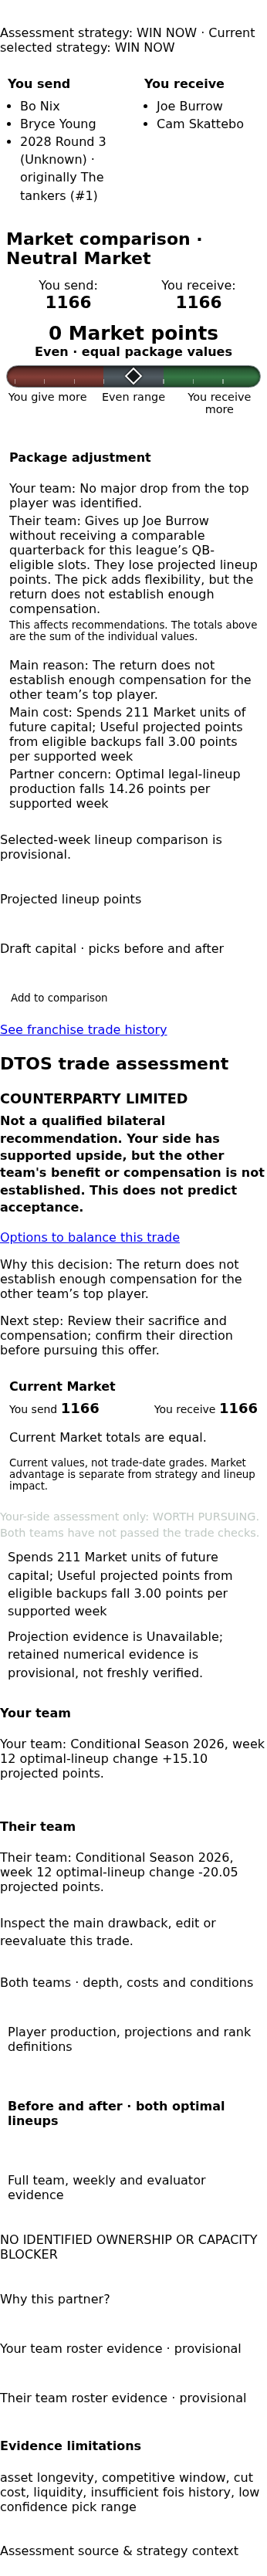 Assessment strategy: WIN NOW · Current
selected strategy: WIN NOW
You send
• Bo Nix
• Bryce Young
• 2028 Round 3
(Unknown) ·
originally The
tankers (#1)
You receive
• Joe Burrow
• Cam Skattebo
Market comparison ·
Neutral Market
You send:
1166
You receive:
1166
0 Market points
Even · equal package values
You give more
Even range
You receive
more
Package adjustment
Your team: No major drop from the top
player was identified.
Their team: Gives up Joe Burrow
without receiving a comparable
quarterback for this league's QB-
eligible slots. They lose projected lineup
points. The pick adds flexibility, but the
return does not establish enough
compensation.
This affects recommendations. The totals above
are the sum of the individual values.
Main reason: The return does not
establish enough compensation for the
other team's top player.
Main cost: Spends 211 Market units of
future capital; Useful projected points
from eligible backups fall 3.00 points
per supported week
Partner concern: Optimal legal-lineup
production falls 14.26 points per
supported week
Selected-week lineup comparison is
provisional.
Projected lineup points
Draft capital · picks before and after
Add to comparison
See franchise trade history
DTOS trade assessment
COUNTERPARTY LIMITED
Not a qualified bilateral
recommendation. Your side has
supported upside, but the other
team's benefit or compensation is not
established. This does not predict
acceptance.
Options to balance this trade
Why this decision: The return does not
establish enough compensation for the
other team's top player.
Next step: Review their sacrifice and
compensation; confirm their direction
before pursuing this offer.
Current Market
You send 1166
You receive 1166
Current Market totals are equal.
Current values, not trade-date grades. Market
advantage is separate from strategy and lineup
impact.
Your-side assessment only: WORTH PURSUING.
Both teams have not passed the trade checks.
Spends 211 Market units of future
capital; Useful projected points from
eligible backups fall 3.00 points per
supported week
Projection evidence is Unavailable;
retained numerical evidence is
provisional, not freshly verified.
Your team
Your team: Conditional Season 2026, week
12 optimal-lineup change +15.10
projected points.
Their team
Their team: Conditional Season 2026,
week 12 optimal-lineup change -20.05
projected points.
Inspect the main drawback, edit or
reevaluate this trade.
Both teams · depth, costs and conditions
Player production, projections and rank
definitions
Before and after · both optimal
lineups
Full team, weekly and evaluator
evidence
NO IDENTIFIED OWNERSHIP OR CAPACITY
BLOCKER
Why this partner?
Your team roster evidence · provisional
Their team roster evidence · provisional
Evidence limitations
asset longevity, competitive window, cut
cost, liquidity, insufficient fois history, low
confidence pick range
Assessment source & strategy context